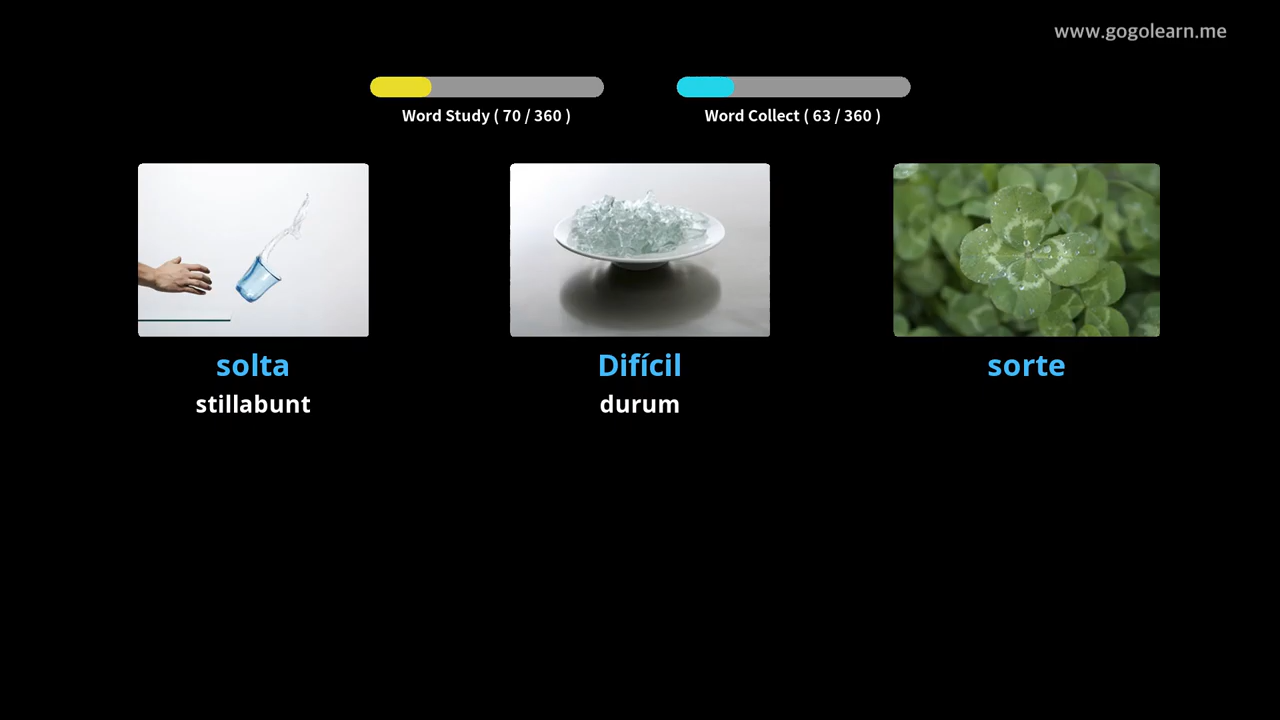 www.gogolearn.me
Word Study ( 70 / 360 )
Word Collect ( 63 / 360 )
solta
Difícil
sorte
stillabunt
durum